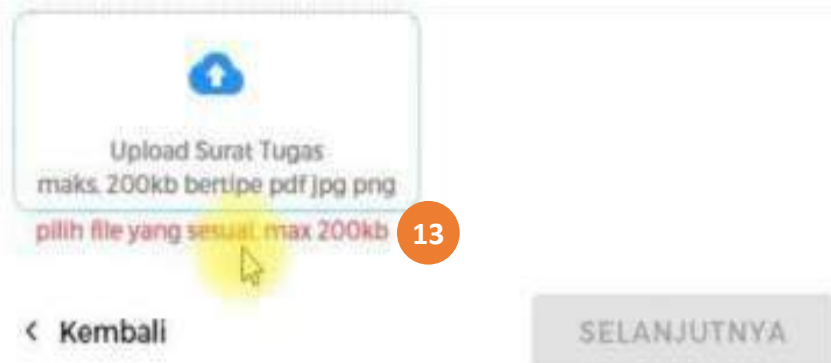 Upload Surat Tugas
maks. 200kb bertipe pdf jpg png
pilih file yang sesuai, max 200kb 13
< Kembali SELANJUTNYA